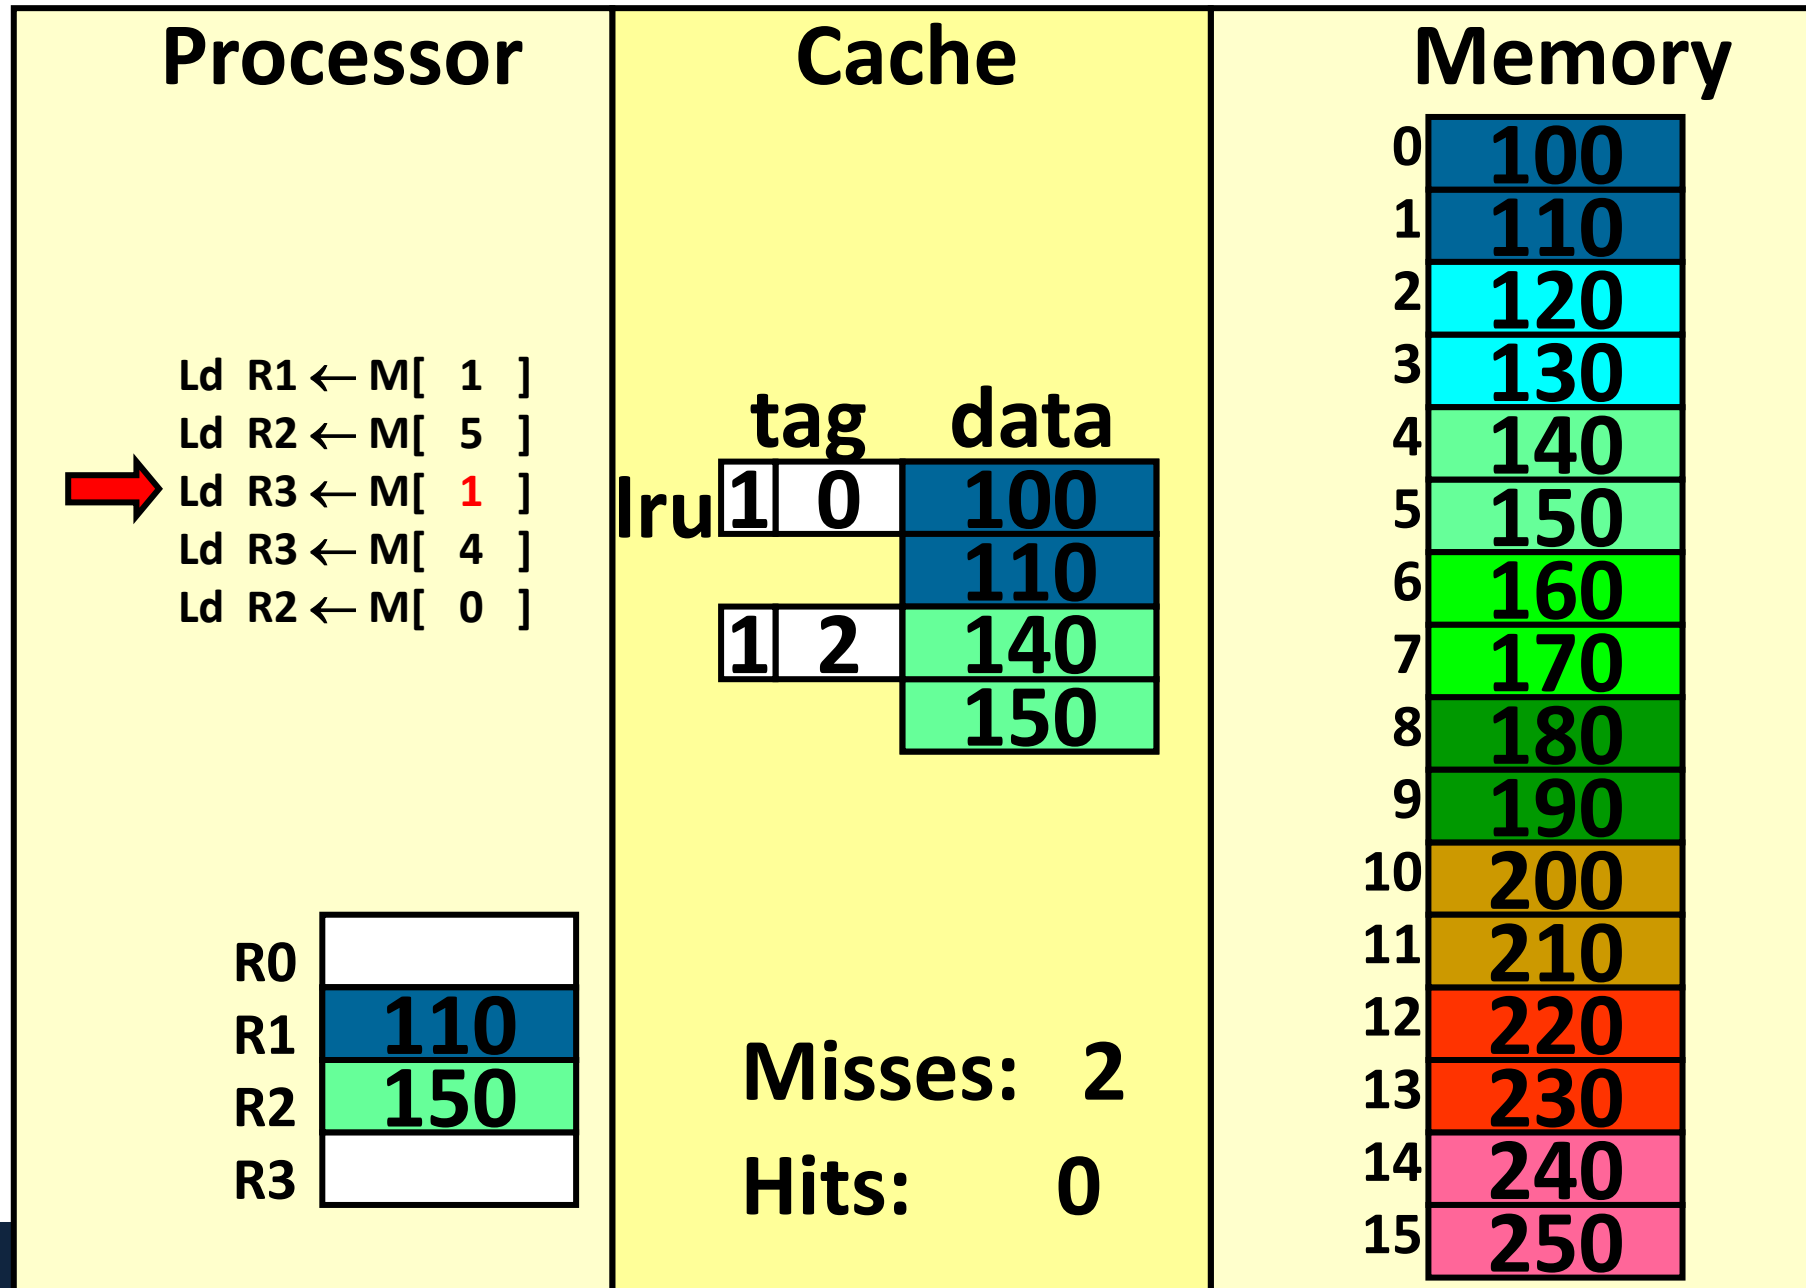 Processor
Cache
Memory
Ld R1 ← M[ 1 ]
Ld R2 ← M[ 5 ]
Ld R3 ← M[ 1 ]
Ld R3 ← M[ 4 ]
Ld R2 ← M[ 0 ]
R0
R1 110
R2 150
R3
tag data
lru 1 0 100
110
1 2 140
150
Misses: 2
Hits: 0
0 100
1 110
2 120
3 130
4 140
5 150
6 160
7 170
8 180
9 190
10 200
11 210
12 220
13 230
14 240
15 250